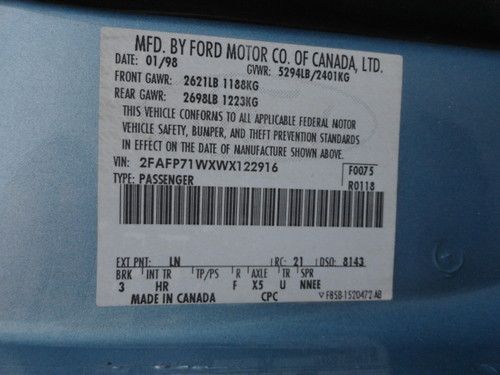 MFD. BY FORD MOTOR CO. OF CANADA, LTD.
DATE: 01/98 GVWR: 5294LB/2401KG
FRONT GAWR: 2621LB 1188KG
REAR GAWR: 2698LB 1223KG
THIS VEHICLE CONFORMS TO ALL APPLICABLE FEDERAL MOTOR
VEHICLE SAFETY, BUMPER, AND THEFT PREVENTION STANDARDS
IN EFFECT ON THE DATE OF MANUFACTURE SHOWN ABOVE.
VIN: 2FAFP71WXWX122916 F0075
TYPE: PASSENGER R0118
EXT PNT: LN RC: 21 DSO: 8143
BRK INT TR TP/PS R AXLE TR SPR
3 HR F X5 U NNEE
MADE IN CANADA CPC F85B-1520472 AB